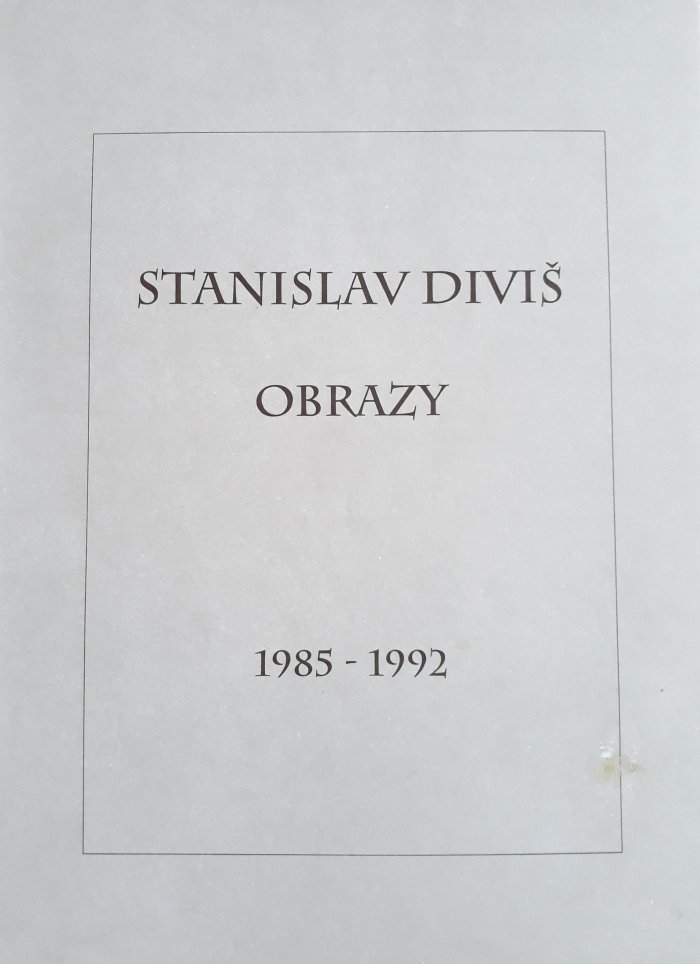 STANISLAV DIVIŠ
OBRAZY
1985 - 1992